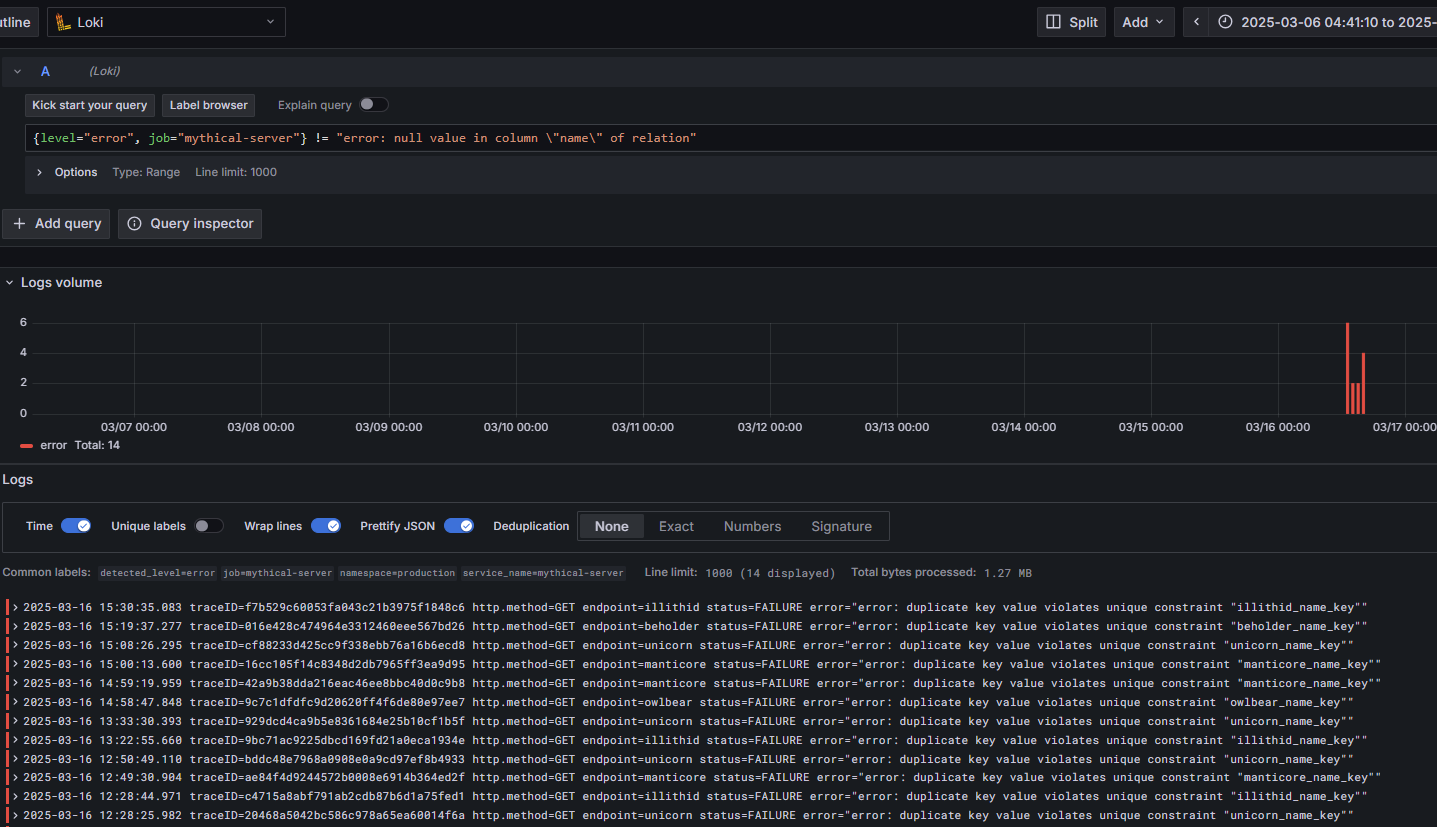 utline Loki Split Add 2025-03-06 04:41:10 to 2025-
A (Loki)
Kick start your query Label browser Explain query
{level="error", job="mythical-server"} != "error: null value in column \"name\" of relation"
Options Type: Range Line limit: 1000
+ Add query Query inspector
Logs volume
6
4
2
0
03/07 00:00 03/08 00:00 03/09 00:00 03/10 00:00 03/11 00:00 03/12 00:00 03/13 00:00 03/14 00:00 03/15 00:00 03/16 00:00 03/17 00:00
error Total: 14
Logs
Time Unique labels Wrap lines Prettify JSON Deduplication None Exact Numbers Signature
Common labels: detected_level=error job=mythical-server namespace=production service_name=mythical-server Line limit: 1000 (14 displayed) Total bytes processed: 1.27 MB
2025-03-16 15:30:35.083 traceID=f7b529c60053fa043c21b3975f1848c6 http.method=GET endpoint=illithid status=FAILURE error="error: duplicate key value violates unique constraint "illithid_name_key""
2025-03-16 15:19:37.277 traceID=016e428c474964e3312460eee567bd26 http.method=GET endpoint=beholder status=FAILURE error="error: duplicate key value violates unique constraint "beholder_name_key""
2025-03-16 15:08:26.295 traceID=cf88233d425cc9f338ebb76a16b6ecd8 http.method=GET endpoint=unicorn status=FAILURE error="error: duplicate key value violates unique constraint "unicorn_name_key""
2025-03-16 15:00:13.600 traceID=16cc105f14c8348d2db7965ff3ea9d95 http.method=GET endpoint=manticore status=FAILURE error="error: duplicate key value violates unique constraint "manticore_name_key""
2025-03-16 14:59:19.959 traceID=42a9b38dda216eac46ee8bbc40d0c9b8 http.method=GET endpoint=manticore status=FAILURE error="error: duplicate key value violates unique constraint "manticore_name_key""
2025-03-16 14:58:47.848 traceID=9c7c1dfdfc9d20620ff4f6de80e97ee7 http.method=GET endpoint=owlbear status=FAILURE error="error: duplicate key value violates unique constraint "owlbear_name_key""
2025-03-16 13:33:30.393 traceID=929dcd4ca9b5e8361684e25b10cf1b5f http.method=GET endpoint=unicorn status=FAILURE error="error: duplicate key value violates unique constraint "unicorn_name_key""
2025-03-16 13:22:55.660 traceID=9bc71ac9225dbcd169fd21a0eca1934e http.method=GET endpoint=illithid status=FAILURE error="error: duplicate key value violates unique constraint "illithid_name_key""
2025-03-16 12:50:49.110 traceID=bddc48e7968a0908e0a9cd97ef8b4933 http.method=GET endpoint=unicorn status=FAILURE error="error: duplicate key value violates unique constraint "unicorn_name_key""
2025-03-16 12:49:30.904 traceID=ae84f4d9244572b0008e6914b364ed2f http.method=GET endpoint=manticore status=FAILURE error="error: duplicate key value violates unique constraint "manticore_name_key""
2025-03-16 12:28:44.971 traceID=c4715a8abf791ab2cdb87b6d1a75fed1 http.method=GET endpoint=illithid status=FAILURE error="error: duplicate key value violates unique constraint "illithid_name_key""
2025-03-16 12:28:25.982 traceID=20468a5042bc586c978a65ea60014f6a http.method=GET endpoint=unicorn status=FAILURE error="error: duplicate key value violates unique constraint "unicorn_name_key""